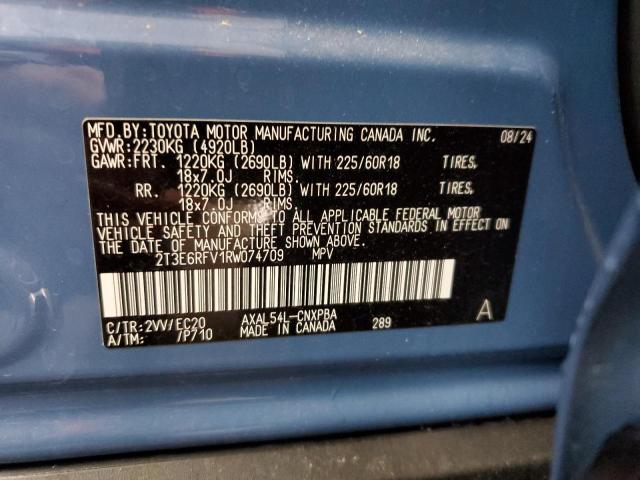 MFD.BY:TOYOTA MOTOR MANUFACTURING CANADA INC. 08/24
GVWR:2230KG (4920LB)
GAWR:FRT. 1220KG (2690LB) WITH 225/60R18 TIRES,
18x7.0J RIMS.
RR. 1220KG (2690LB) WITH 225/60R18 TIRES,
18x7.0J RIMS.
THIS VEHICLE CONFORMS TO ALL APPLICABLE FEDERAL MOTOR
VEHICLE SAFETY AND THEFT PREVENTION STANDARDS IN EFFECT ON
THE DATE OF MANUFACTURE SHOWN ABOVE.
2T3E6RFV1RW074709 MPV
C/TR:2VV/EC20 AXAL54L-CNXPBA 289 A
A/TM: /P710 MADE IN CANADA